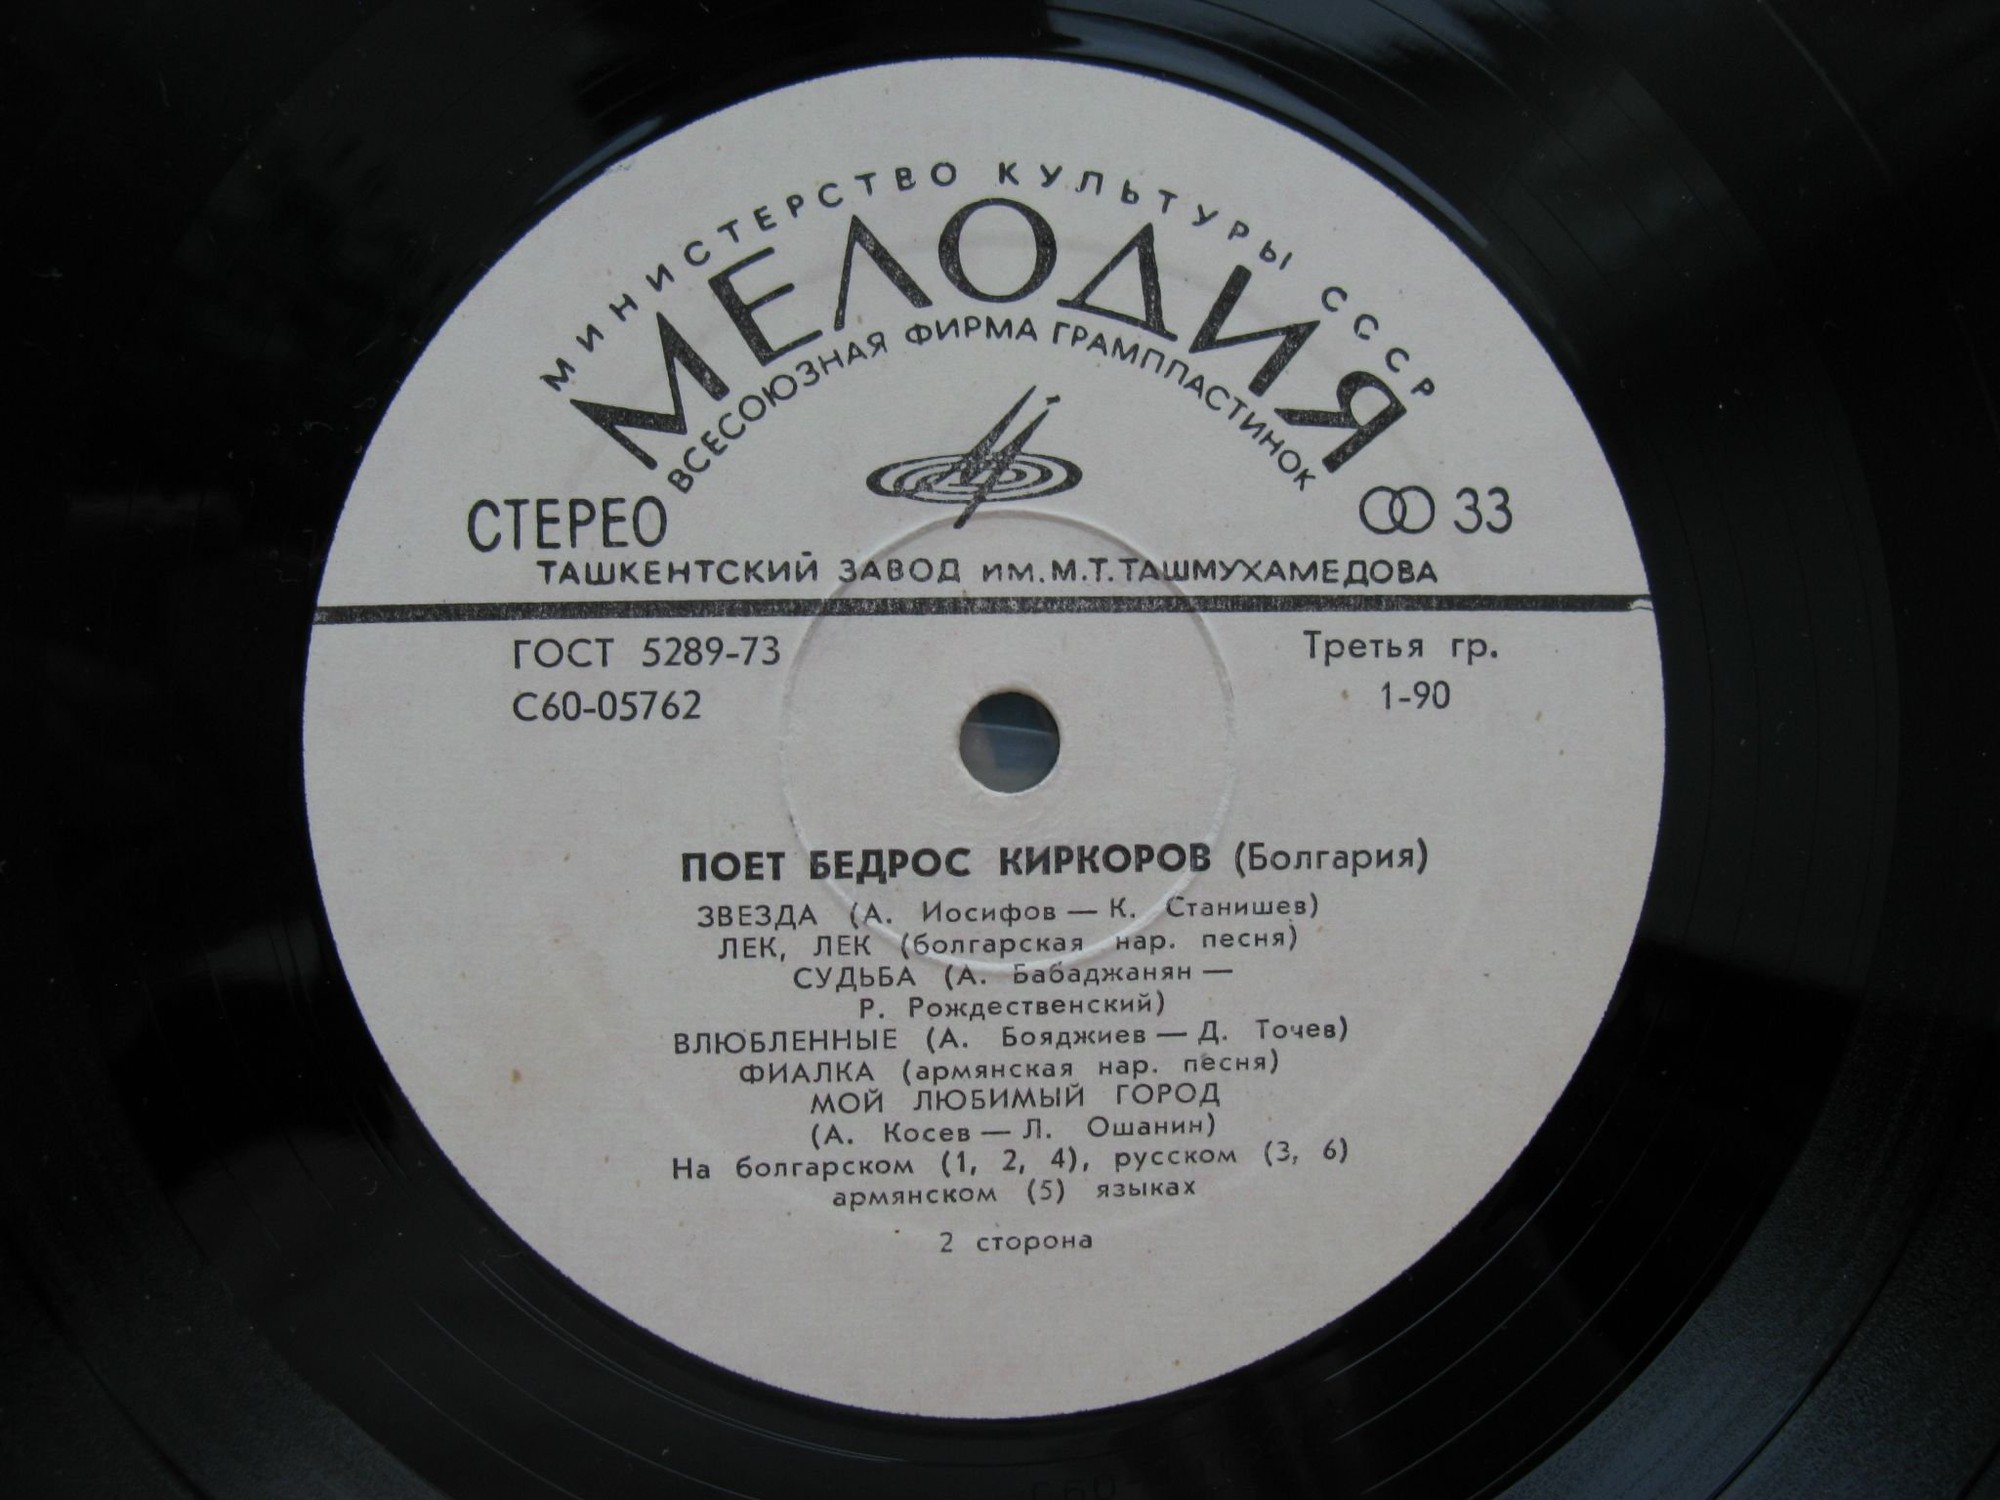 МИНИСТЕРСТВО КУЛЬТУРЫ СССР
МЕЛОДИЯ
ВСЕСОЮЗНАЯ ФИРМА ГРАМПЛАСТИНОК
СТЕРЕО 33
ТАШКЕНТСКИЙ ЗАВОД ИМ. М.Т. ТАШМУХАМЕДОВА
ГОСТ 5289-73 Третья гр.
С60-05762 1-90
ПОЕТ БЕДРОС КИРКОРОВ (Болгария)
ЗВЕЗДА (А. Иосифов — К. Станишев)
ЛЕК, ЛЕК (болгарская нар. песня)
СУДЬБА (А. Бабаджанян —
Р. Рождественский)
ВЛЮБЛЕННЫЕ (А. Бояджиев — Д. Точев)
ФИАЛКА (армянская нар. песня)
МОЙ ЛЮБИМЫЙ ГОРОД
(А. Косев — Л. Ошанин)
На болгарском (1, 2, 4), русском (3, 6)
армянском (5) языках
2 сторона